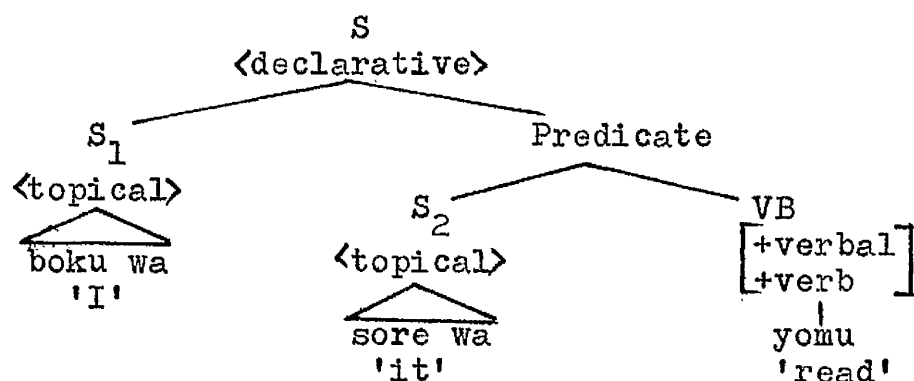 S
<declarative>
S1 Predicate
<topical>
S2 VB
boku wa <topical> [+verbal
'I' +verb]
sore wa yomu
'it' 'read'